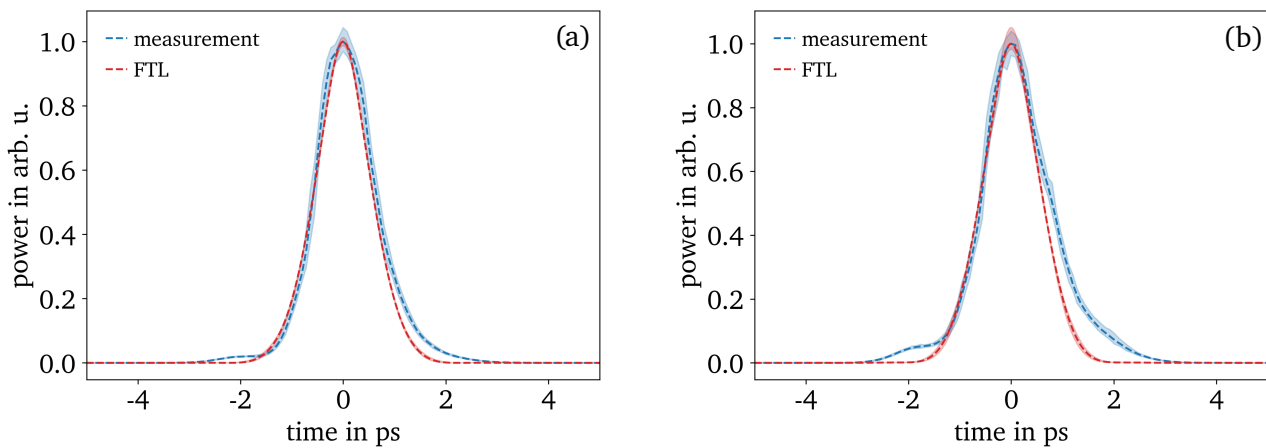 (a)
measurement
FTL
power in arb. u.
1.0
0.8
0.6
0.4
0.2
0.0
-4 -2 0 2 4
time in ps
(b)
measurement
FTL
power in arb. u.
1.0
0.8
0.6
0.4
0.2
0.0
-4 -2 0 2 4
time in ps